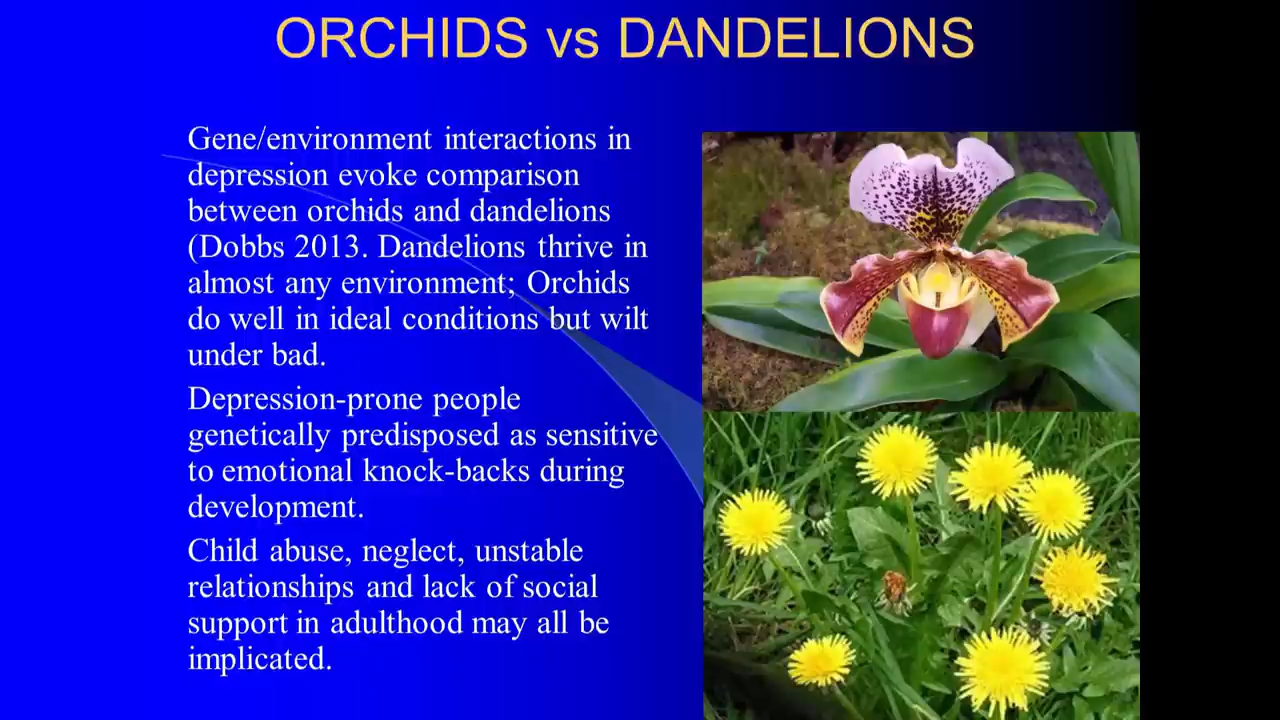 ORCHIDS vs DANDELIONS
Gene/environment interactions in
depression evoke comparison
between orchids and dandelions
(Dobbs 2013. Dandelions thrive in
almost any environment; Orchids
do well in ideal conditions but wilt
under bad.
Depression-prone people
genetically predisposed as sensitive
to emotional knock-backs during
development.
Child abuse, neglect, unstable
relationships and lack of social
support in adulthood may all be
implicated.